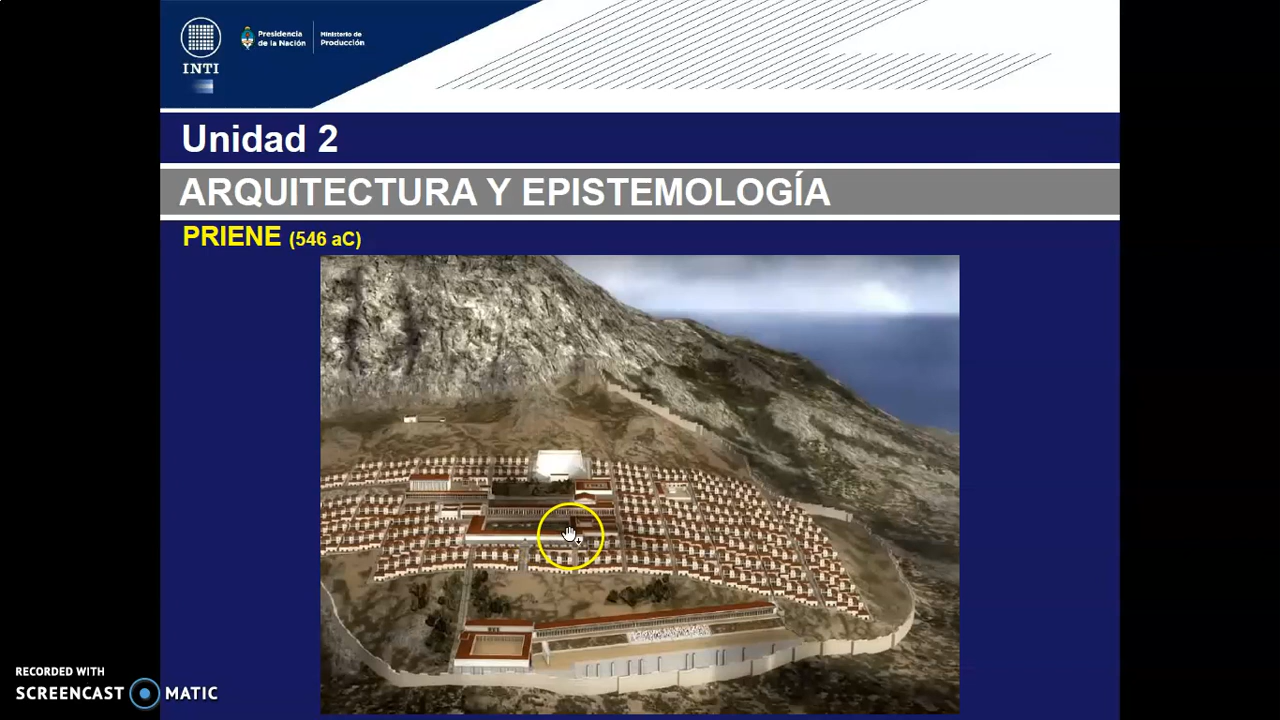 INTI
Presidencia
de la Nación
Ministerio de
Producción
Unidad 2
ARQUITECTURA Y EPISTEMOLOGÍA
PRIENE (546 aC)
RECORDED WITH
SCREENCAST MATIC